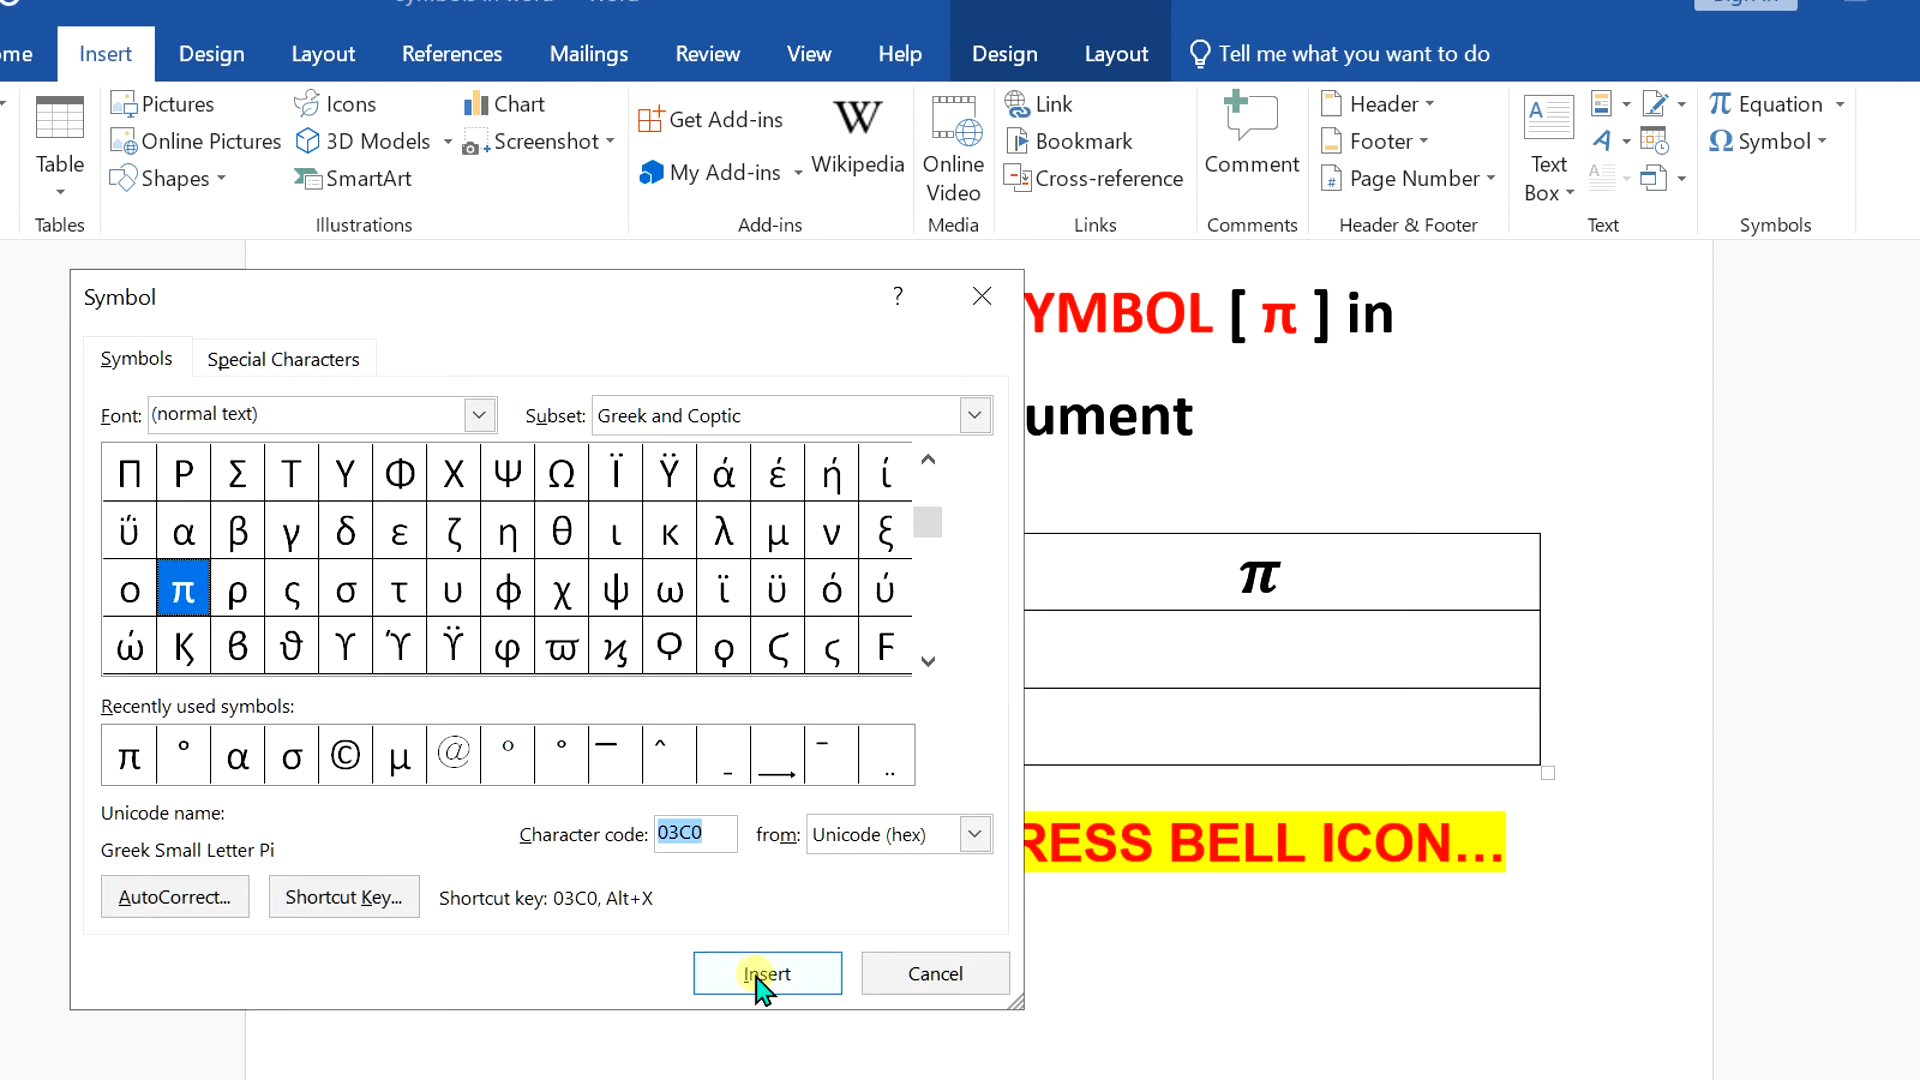 Insert Design Layout References Mailings Review View Help Design Layout Tell me what you want to do
Table
Pictures
Online Pictures
Shapes
Icons
3D Models
SmartArt
Chart
Screenshot
Get Add-ins
My Add-ins
W
Wikipedia
Online
Video
Link
Bookmark
Cross-reference
Comment
Header
Footer
# Page Number
A
Text
Box
π Equation
Ω Symbol
Tables Illustrations Add-ins Media Links Comments Header & Footer Text Symbols
Symbol ?
Symbols Special Characters
Font: (normal text) Subset: Greek and Coptic
Π Ρ Σ Τ Υ Φ Χ Ψ Ω Ϊ Ϋ ά έ ή ί
ΰ α β γ δ ε ζ η θ ι κ λ μ ν ξ
ο π ρ ς σ τ υ φ χ ψ ω ϊ ϋ ό ύ
ώ Ϗ ϐ ϑ ϒ ϓ ϔ ϕ ϖ ϗ Ϙ ϙ Ϛ ϛ Ϝ
Recently used symbols:
π ° α σ © μ @
Unicode name:
Greek Small Letter Pi
Character code: 03C0 from: Unicode (hex)
AutoCorrect... Shortcut Key... Shortcut key: 03C0, Alt+X
Insert Cancel
YMBOL [ π ] in
ument
π
RESS BELL ICON...